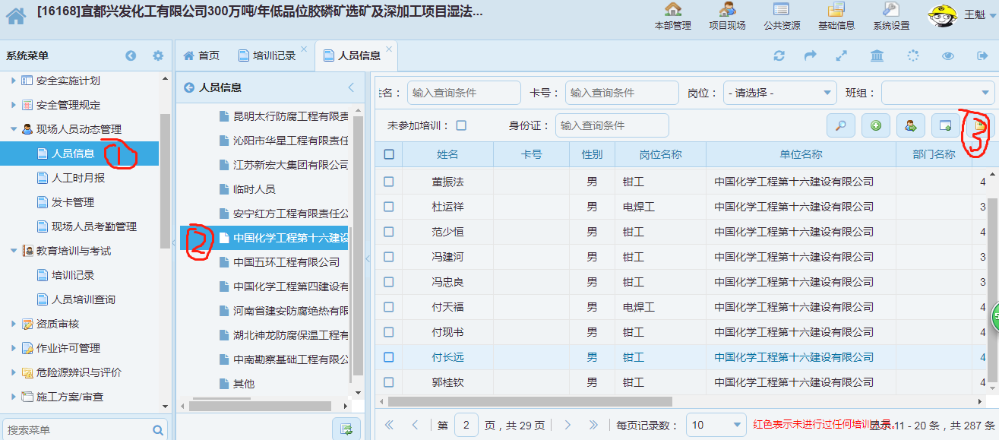 [16168]宜都兴发化工有限公司300万吨/年低品位胶磷矿选矿及深加工项目湿法...
本部管理 项目现场 公共资源 基础信息 系统设置 王魁
系统菜单
首页 培训记录 人员信息
安全实施计划
安全管理规定
现场人员动态管理
人员信息 1
人工时月报
发卡管理
现场人员考勤管理
教育培训与考试
培训记录
人员培训查询
资质审核
作业许可管理
危险源辨识与评价
施工方案/审查
搜索菜单
人员信息
昆明太行防腐工程有限责
沁阳市华星工程有限责任
江苏新宏大集团有限公司
临时人员
安宁红方工程有限责任公
2 中国化学工程第十六建设
中国五环工程有限公司
中国化学工程第四建设有
河南省建安防腐绝热有限
湖北神龙防腐保温工程有
中南勘察基础工程有限公
其他
姓名： 输入查询条件 卡号： 输入查询条件 岗位： - 请选择 - 班组：
未参加培训： 身份证： 输入查询条件 3
姓名 卡号 性别 岗位名称 单位名称 部门名称
董振法 男 钳工 中国化学工程第十六建设有限公司 4
杜运祥 男 电焊工 中国化学工程第十六建设有限公司 3
范少恒 男 钳工 中国化学工程第十六建设有限公司 4
冯建河 男 钳工 中国化学工程第十六建设有限公司 3
冯忠良 男 钳工 中国化学工程第十六建设有限公司 3
付天福 男 电焊工 中国化学工程第十六建设有限公司 4
付现书 男 钳工 中国化学工程第十六建设有限公司 4
付长远 男 钳工 中国化学工程第十六建设有限公司 4
郭桂钦 男 钳工 中国化学工程第十六建设有限公司 4
第 2 页，共 29 页 每页记录数： 10 红色表示未进行过任何培训 显示 11 - 20 条，共 287 条